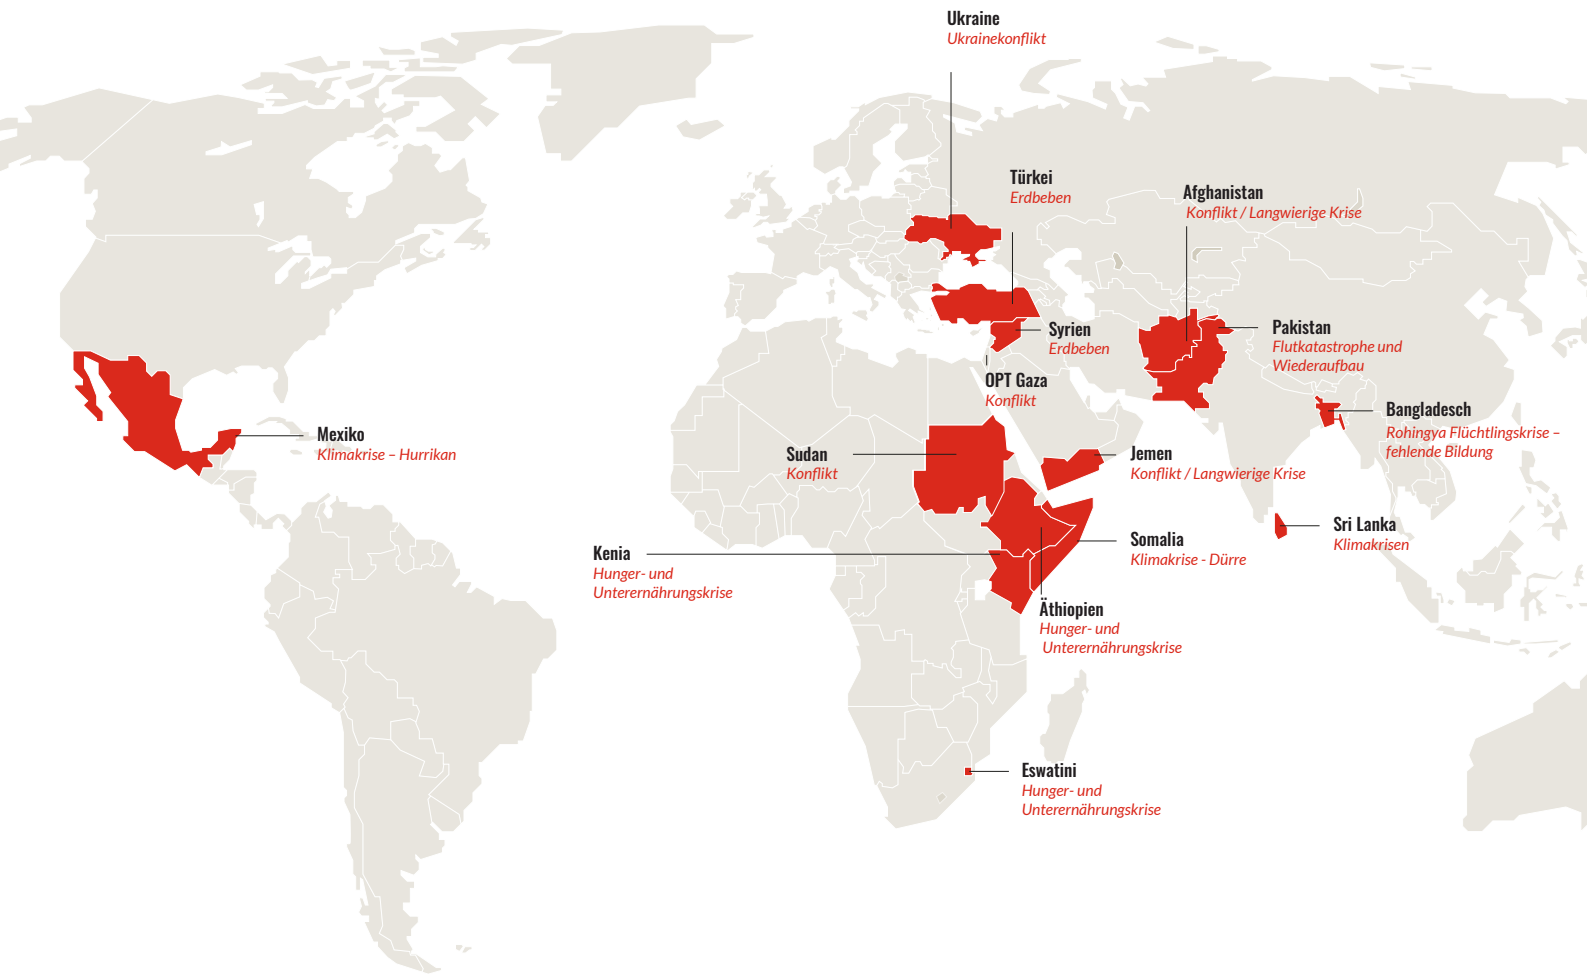 Ukraine
Ukrainekonflikt
Türkei
Erdbeben
Afghanistan
Konflikt / Langwierige Krise
Syrien
Erdbeben
Pakistan
Flutkatastrophe und
Wiederaufbau
OPT Gaza
Konflikt
Bangladesch
Rohingya Flüchtlingskrise –
fehlende Bildung
Mexiko
Klimakrise – Hurrikan
Sudan
Konflikt
Jemen
Konflikt / Langwierige Krise
Sri Lanka
Klimakrisen
Somalia
Klimakrise - Dürre
Kenia
Hunger- und
Unterernährungskrise
Äthiopien
Hunger- und
Unterernährungskrise
Eswatini
Hunger- und
Unterernährungskrise